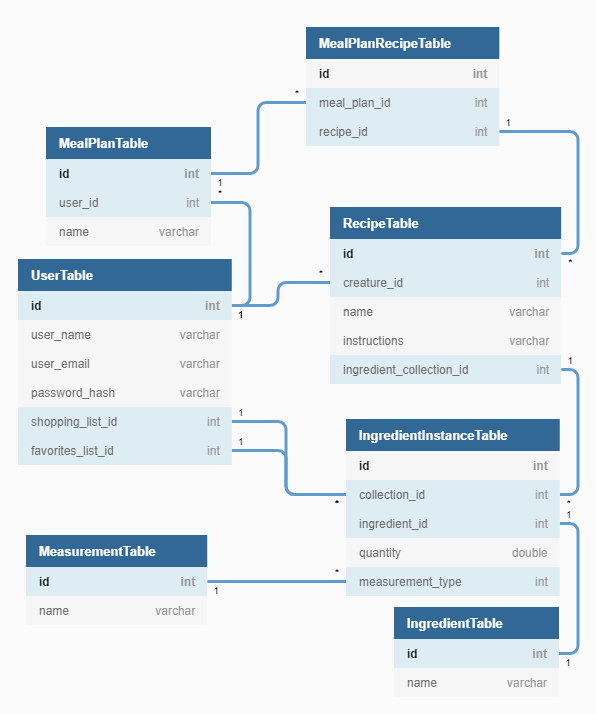 MealPlanRecipeTable
id int
meal_plan_id int
recipe_id int
MealPlanTable
id int
user_id int
name varchar
RecipeTable
id int
creature_id int
name varchar
instructions varchar
ingredient_collection_id int
UserTable
id int
user_name varchar
user_email varchar
password_hash varchar
shopping_list_id int
favorites_list_id int
IngredientInstanceTable
id int
collection_id int
ingredient_id int
quantity double
measurement_type int
MeasurementTable
id int
name varchar
IngredientTable
id int
name varchar
*
1
1
*
*
*
1
1
1
1
*
*
1
*
1
1